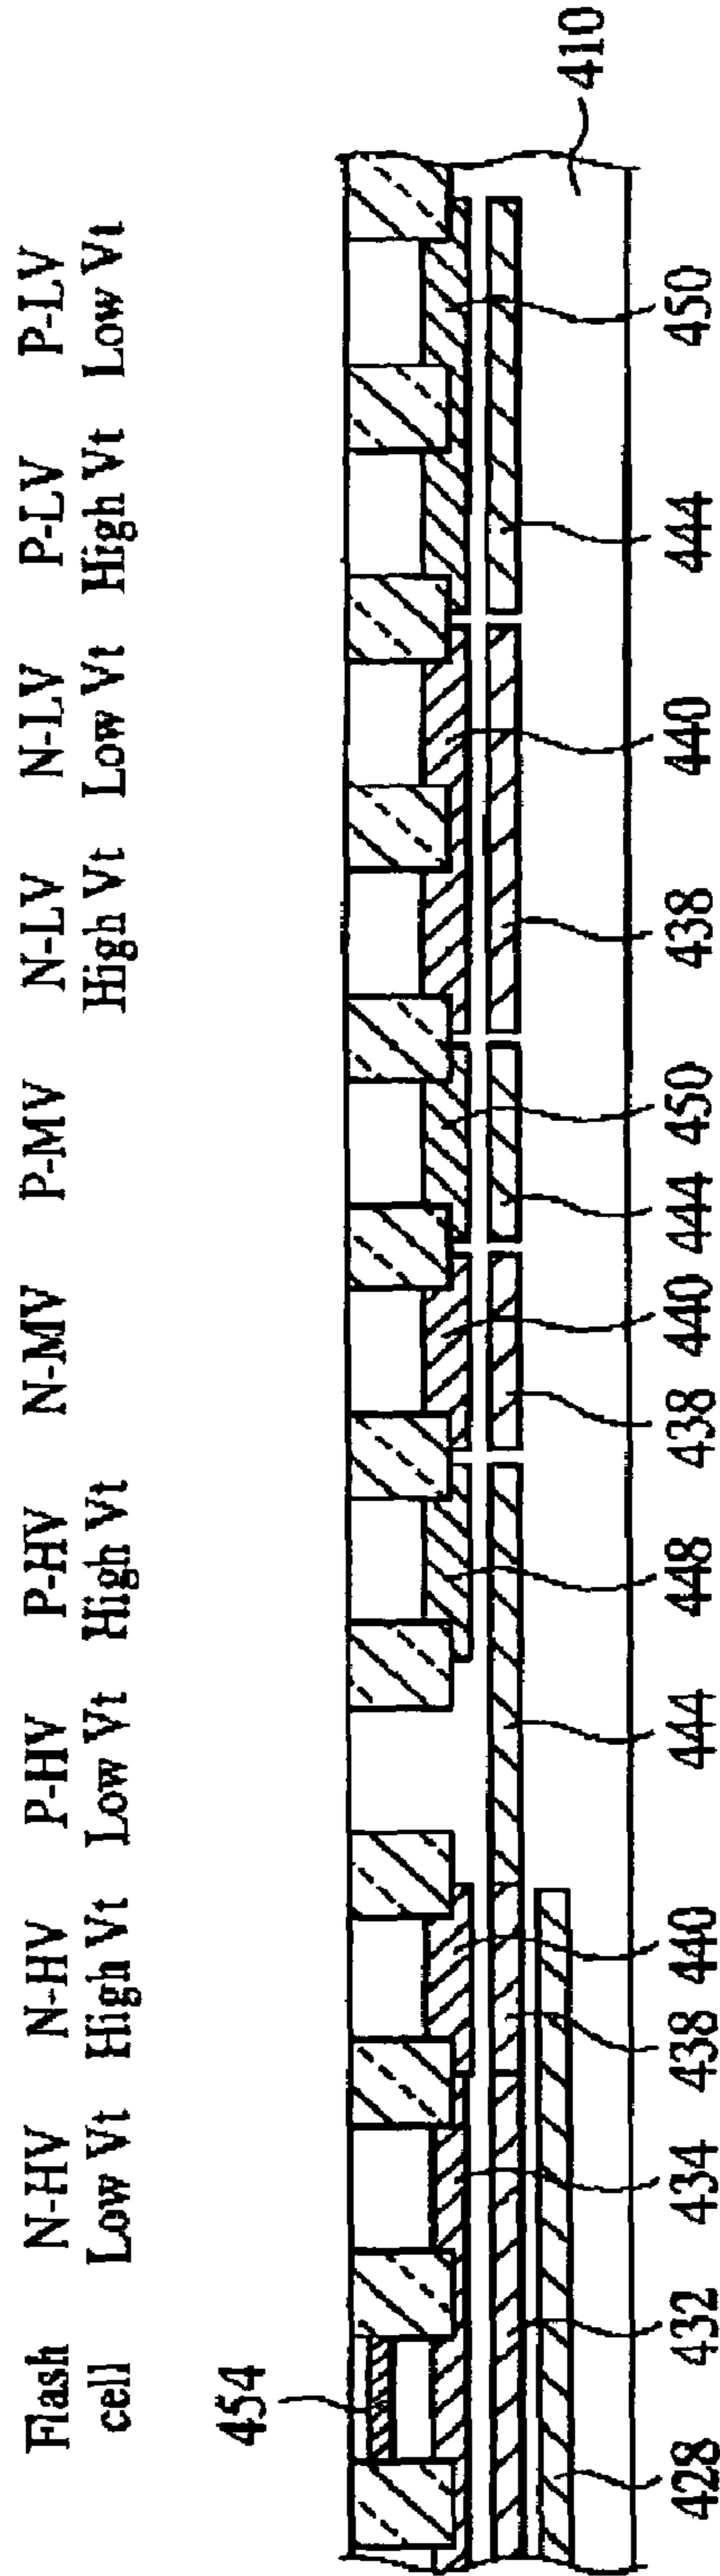 Flash cell
N-HV Low Vt
N-HV High Vt
P-HV Low Vt
P-HV High Vt
N-MV
P-MV
N-LV High Vt
N-LV Low Vt
P-LV High Vt
P-LV Low Vt
454
410
428
432
434
438
440
444
448
438
440
444
450
438
440
444
450